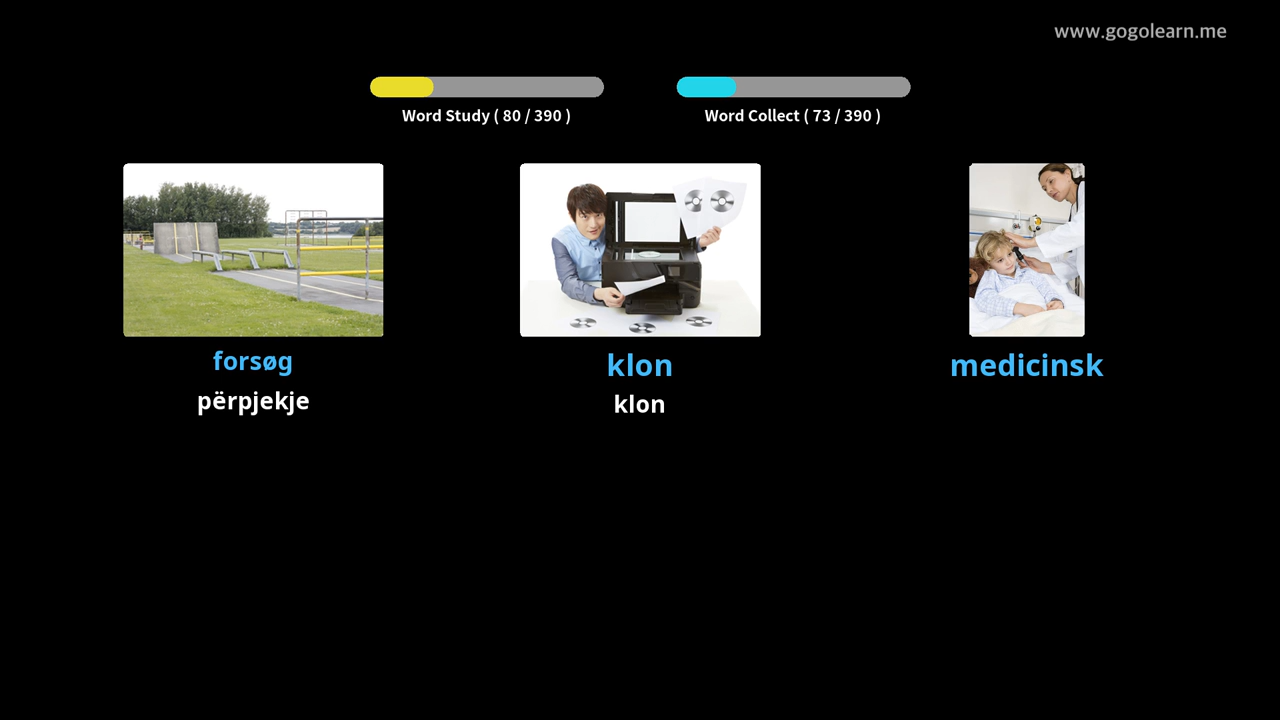 www.gogolearn.me
Word Study ( 80 / 390 )
Word Collect ( 73 / 390 )
forsøg
përpjekje
klon
klon
medicinsk